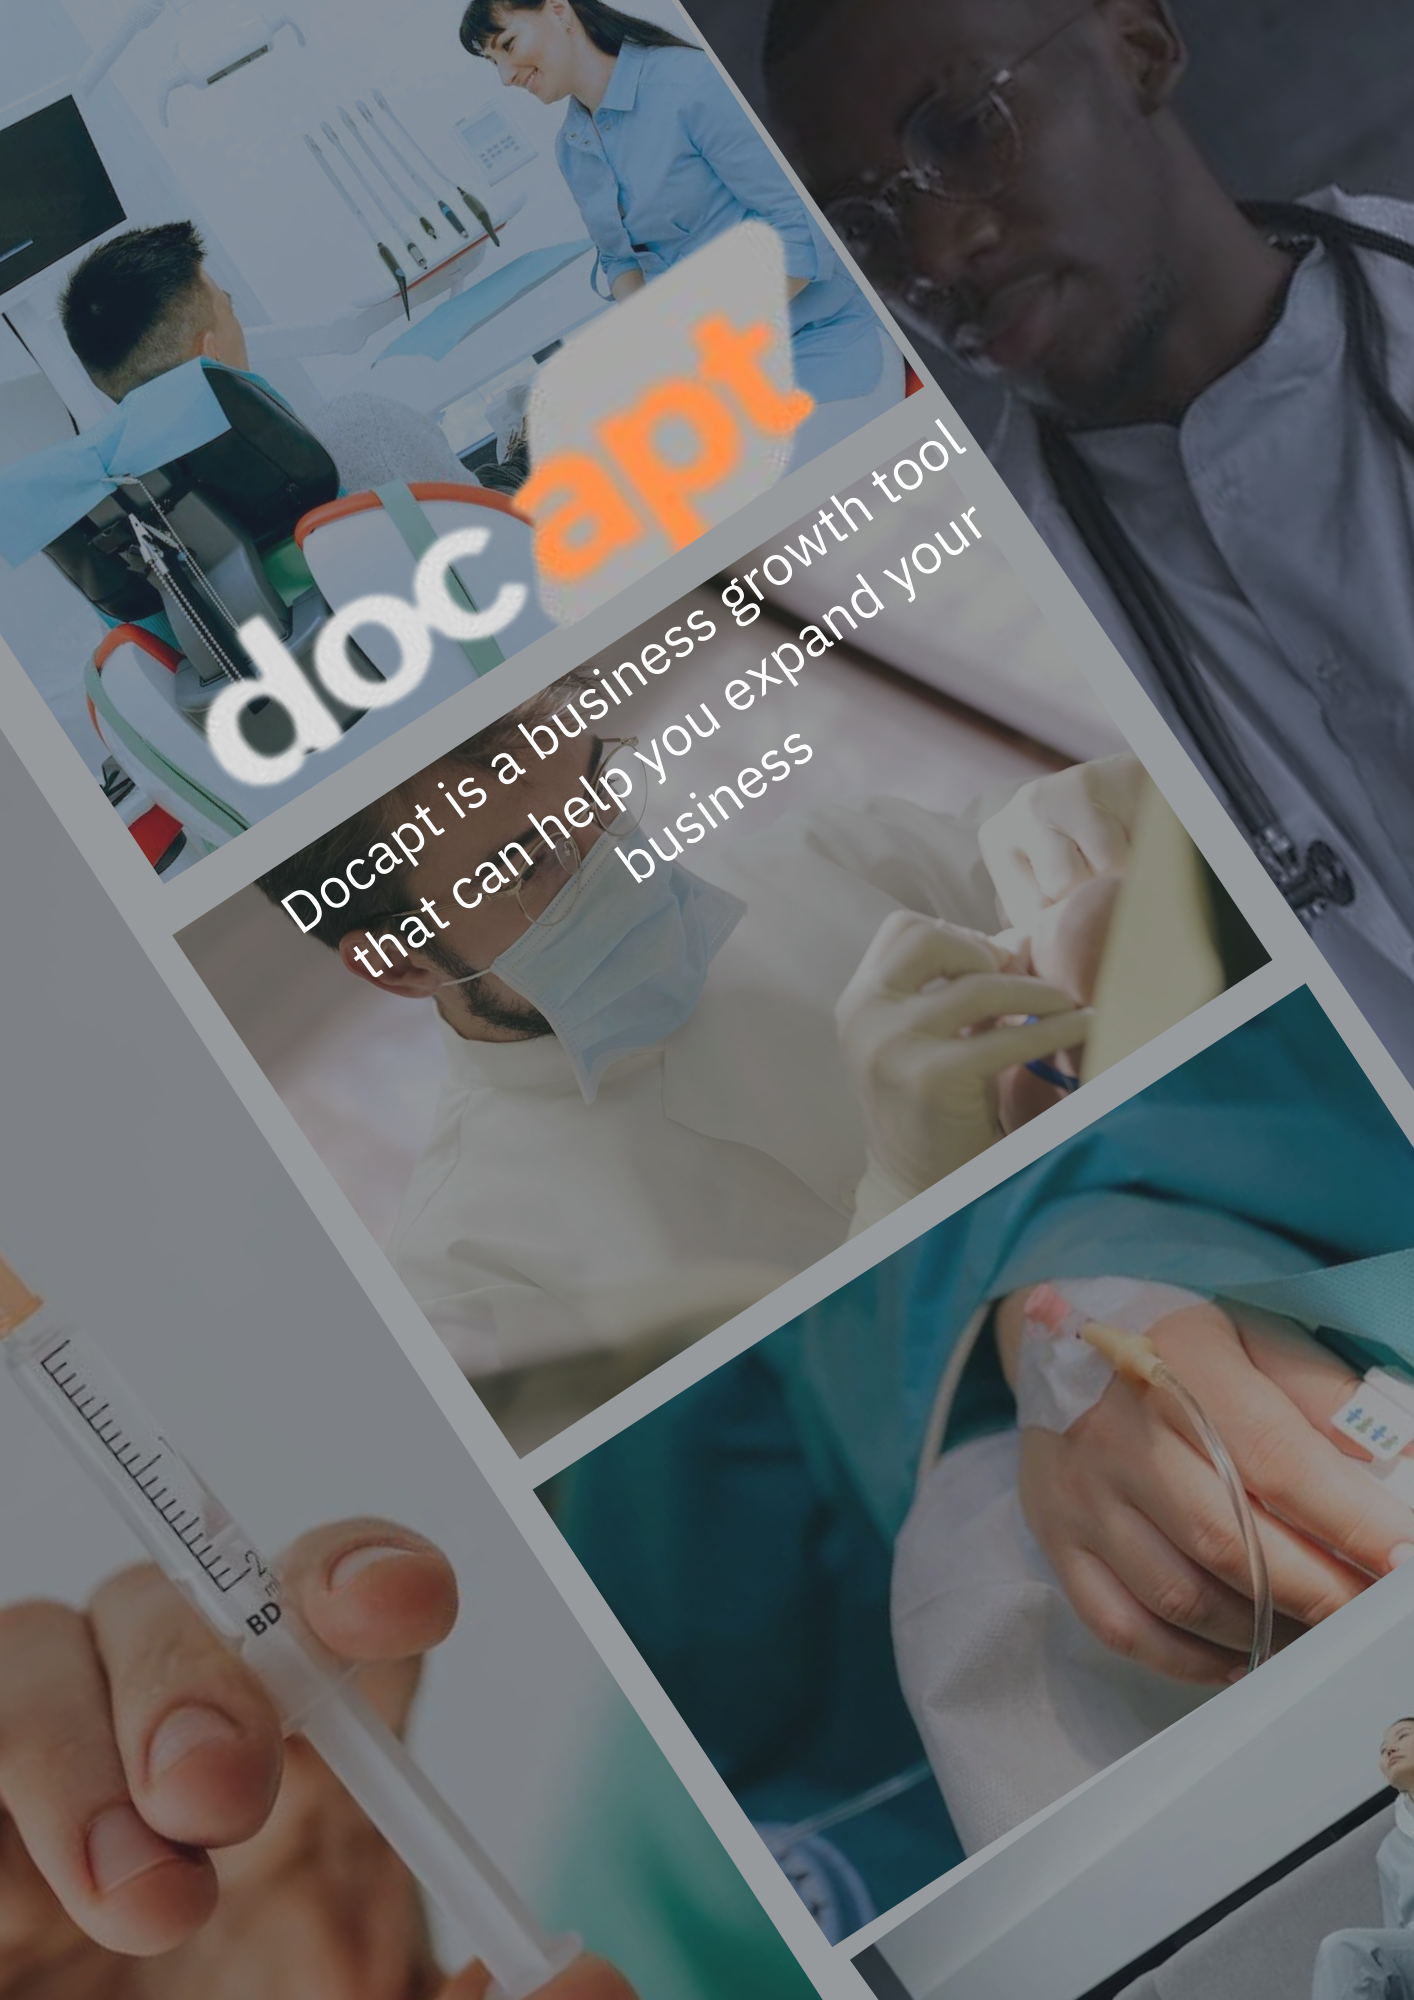 docapt
Docapt is a business growth tool
that can help you expand your
business
BD